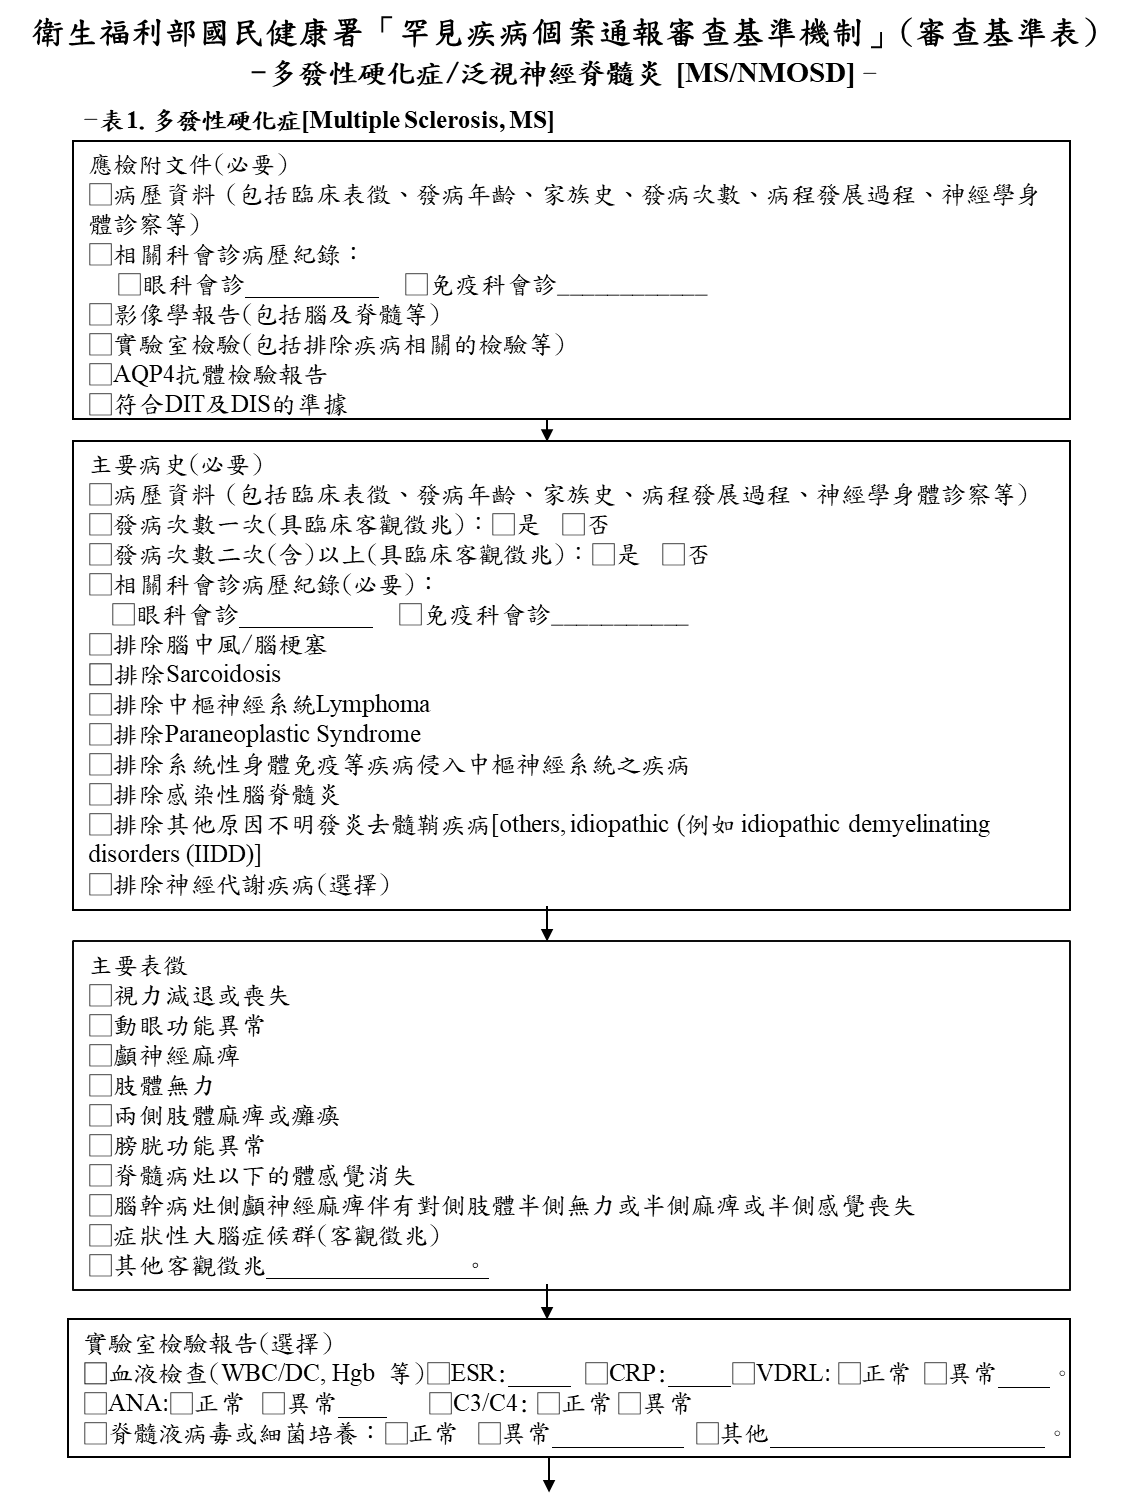 衛生福利部國民健康署「罕見疾病個案通報審查基準機制」(審查基準表)
–多發性硬化症/泛視神經脊髓炎 [MS/NMOSD] –
–表1. 多發性硬化症[Multiple Sclerosis, MS]
應檢附文件(必要)
□病歷資料 (包括臨床表徵、發病年齡、家族史、發病次數、病程發展過程、神經學身
體診察等)
□相關科會診病歷紀錄：
□眼科會診___________ □免疫科會診____________
□影像學報告(包括腦及脊髓等)
□實驗室檢驗(包括排除疾病相關的檢驗等)
□AQP4抗體檢驗報告
□符合DIT及DIS的準據
主要病史(必要)
□病歷資料 (包括臨床表徵、發病年齡、家族史、病程發展過程、神經學身體診察等)
□發病次數一次(具臨床客觀徵兆)：□是 □否
□發病次數二次(含)以上(具臨床客觀徵兆)：□是 □否
□相關科會診病歷紀錄(必要)：
□眼科會診___________ □免疫科會診___________
□排除腦中風/腦梗塞
□排除Sarcoidosis
□排除中樞神經系統Lymphoma
□排除Paraneoplastic Syndrome
□排除系統性身體免疫等疾病侵入中樞神經系統之疾病
□排除感染性腦脊髓炎
□排除其他原因不明發炎去髓鞘疾病[others, idiopathic (例如 idiopathic demyelinating
disorders (IIDD)]
□排除神經代謝疾病(選擇)
主要表徵
□視力減退或喪失
□動眼功能異常
□顱神經麻痺
□肢體無力
□兩側肢體麻痺或癱瘓
□膀胱功能異常
□脊髓病灶以下的體感覺消失
□腦幹病灶側顱神經麻痺伴有對側肢體半側無力或半側麻痺或半側感覺喪失
□症狀性大腦症候群(客觀徵兆)
□其他客觀徵兆__________________。
實驗室檢驗報告(選擇)
□血液檢查(WBC/DC, Hgb 等)□ESR:_____ □CRP:_____□VDRL: □正常 □異常____。
□ANA:□正常 □異常____ □C3/C4: □正常□異常
□脊髓液病毒或細菌培養：□正常 □異常___________ □其他______________________。